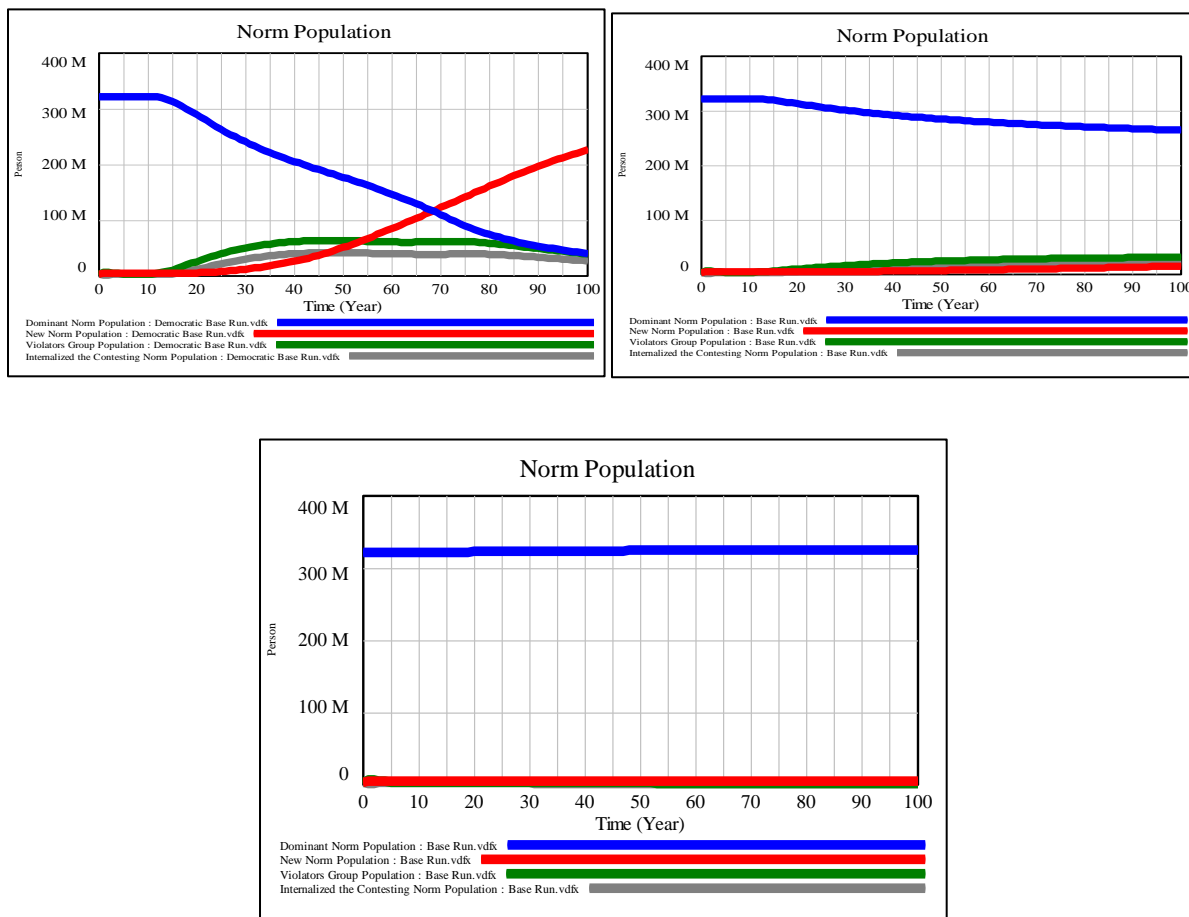 Norm Population
400 M
300 M
200 M
100 M
0
Person
0 10 20 30 40 50 60 70 80 90 100
Time (Year)
Dominant Norm Population : Democratic Base Run.vdfx
New Norm Population : Democratic Base Run.vdfx
Violators Group Population : Democratic Base Run.vdfx
Internalized the Contesting Norm Population : Democratic Base Run.vdfx
Norm Population
400 M
300 M
200 M
100 M
0
Person
0 10 20 30 40 50 60 70 80 90 100
Time (Year)
Dominant Norm Population : Base Run.vdfx
New Norm Population : Base Run.vdfx
Violators Group Population : Base Run.vdfx
Internalized the Contesting Norm Population : Base Run.vdfx
Norm Population
400 M
300 M
200 M
100 M
0
Person
0 10 20 30 40 50 60 70 80 90 100
Time (Year)
Dominant Norm Population : Base Run.vdfx
New Norm Population : Base Run.vdfx
Violators Group Population : Base Run.vdfx
Internalized the Contesting Norm Population : Base Run.vdfx